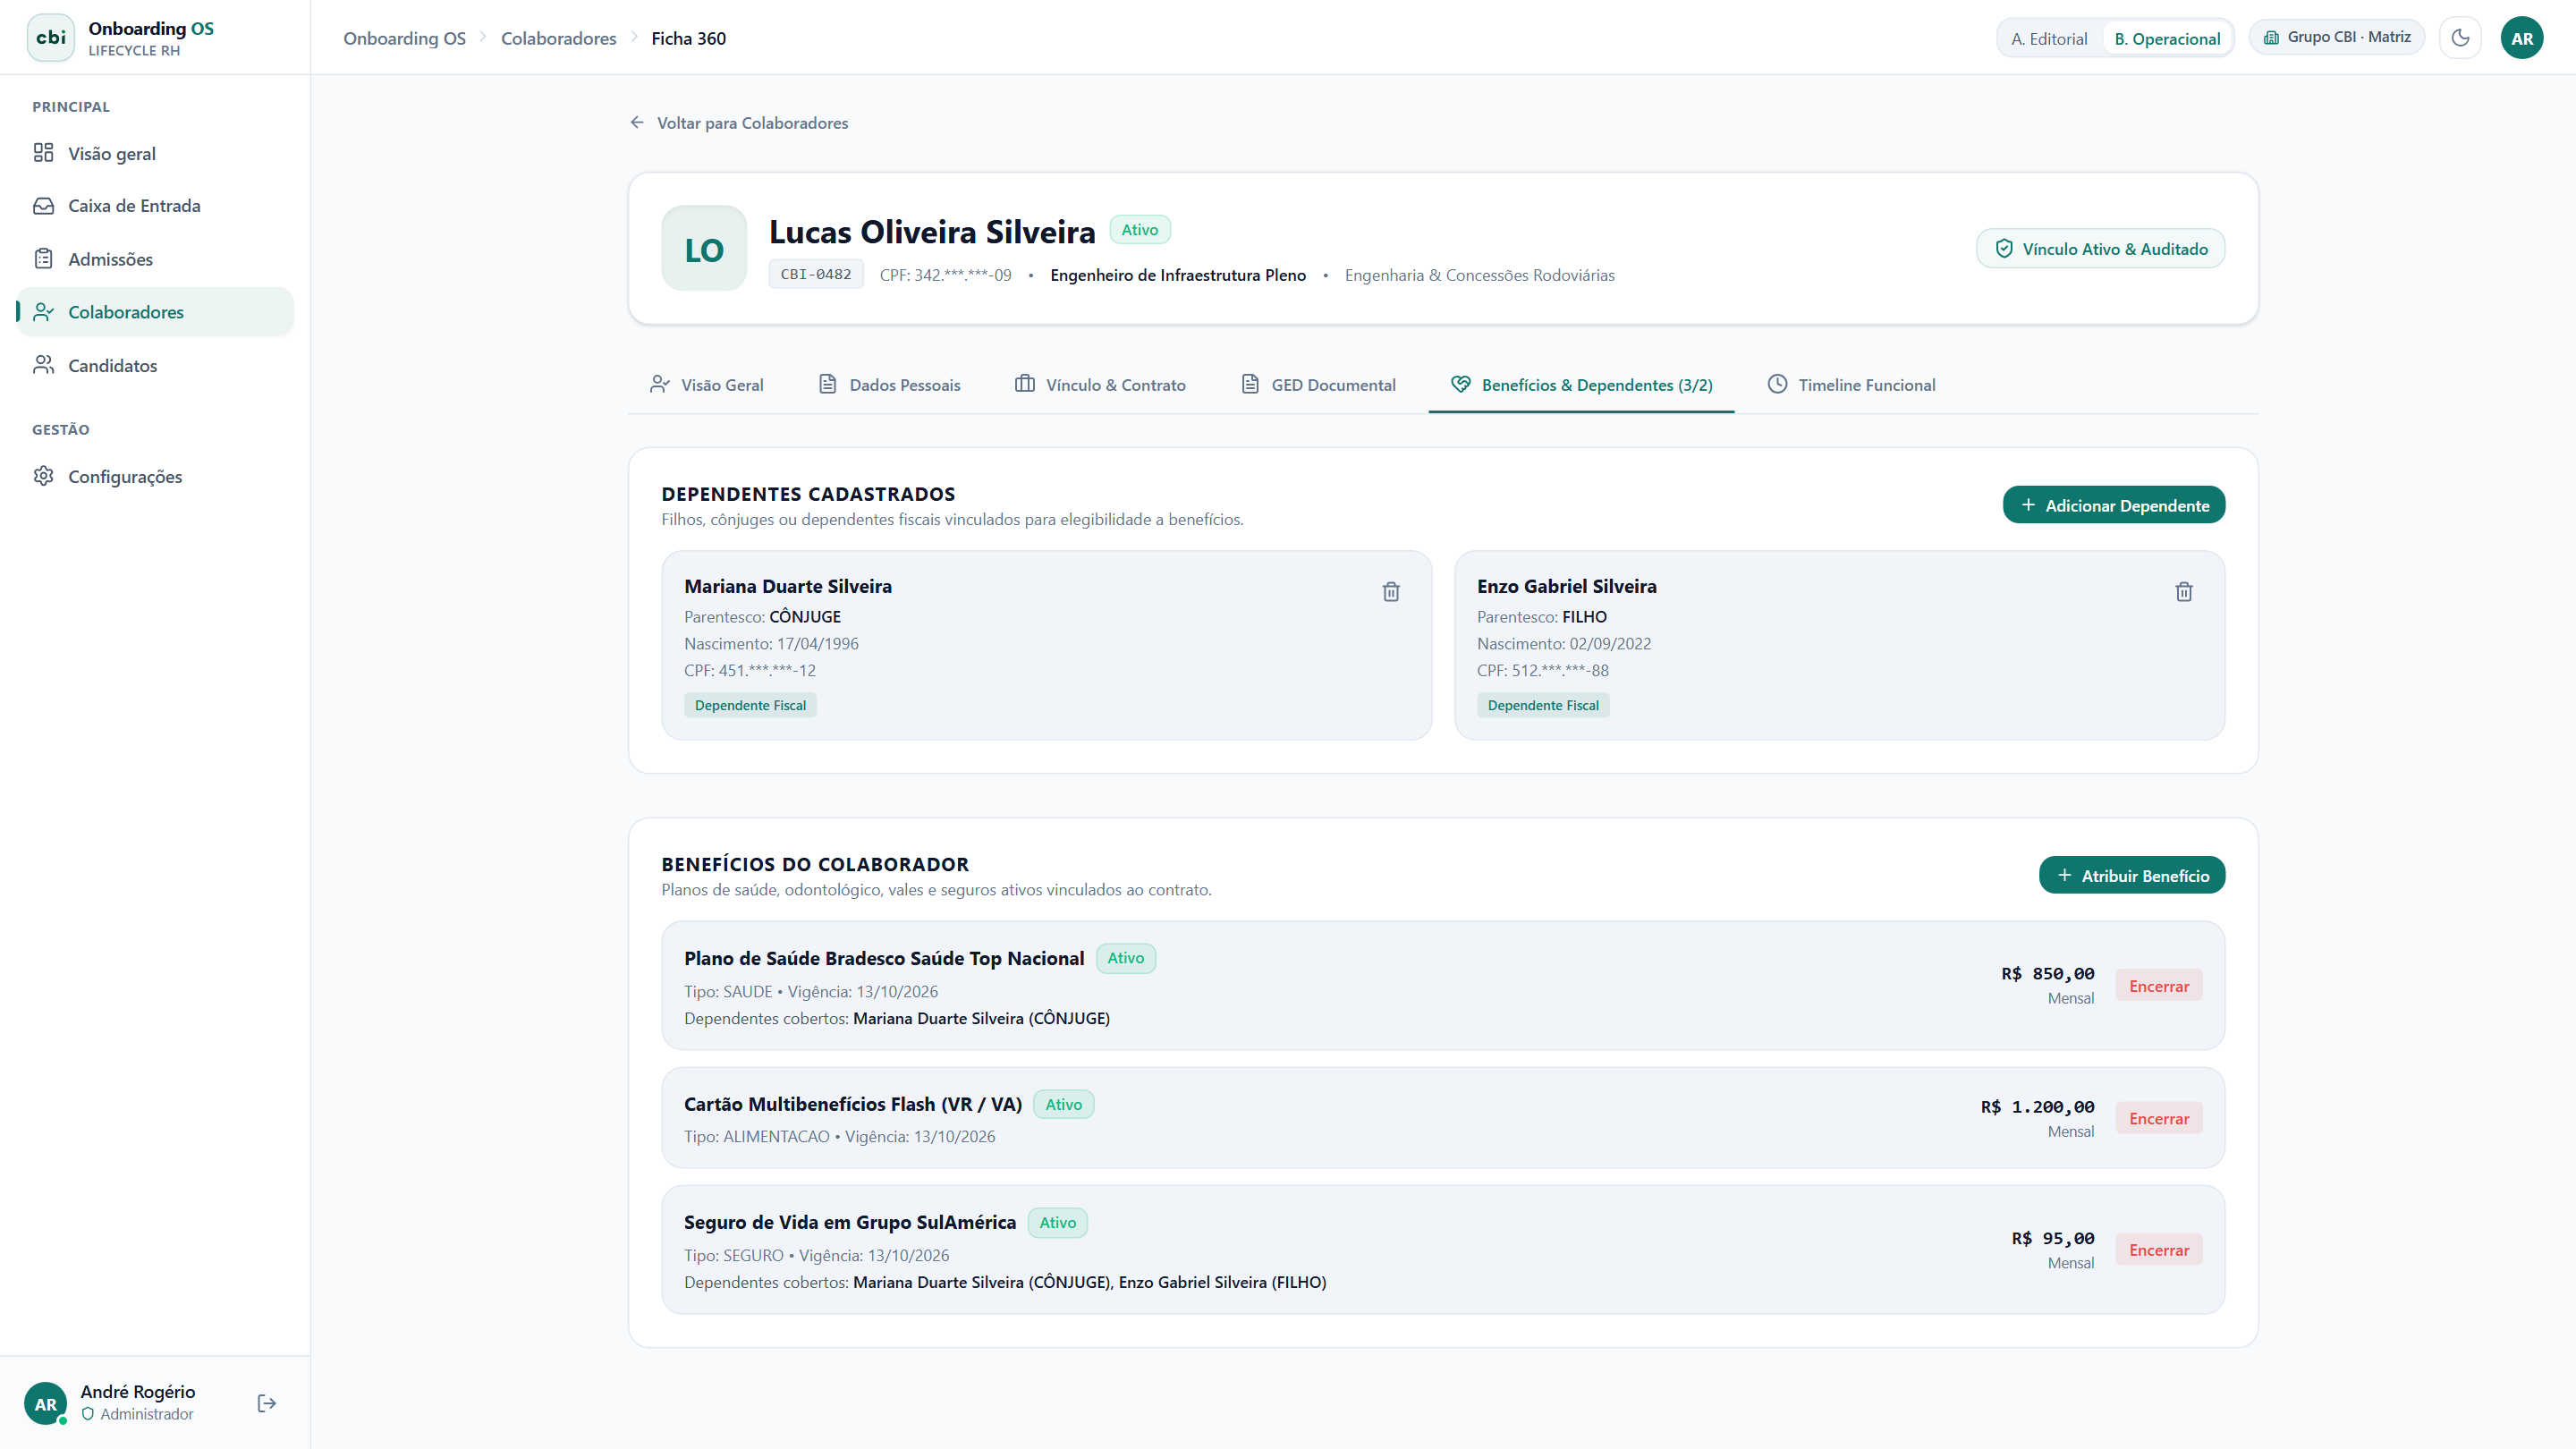 cbi
Onboarding OS
LIFECYCLE RH
Onboarding OS
Colaboradores
Ficha 360
A. Editorial
B. Operacional
Grupo CBI · Matriz
AR
PRINCIPAL
Visão geral
Caixa de Entrada
Admissões
Colaboradores
Candidatos
GESTÃO
Configurações
Voltar para Colaboradores
LO
Lucas Oliveira Silveira
Ativo
CBI-0482
CPF: 342.***.***-09 • Engenheiro de Infraestrutura Pleno • Engenharia & Concessões Rodoviárias
Vínculo Ativo & Auditado
Visão Geral
Dados Pessoais
Vínculo & Contrato
GED Documental
Benefícios & Dependentes (3/2)
Timeline Funcional
DEPENDENTES CADASTRADOS
Filhos, cônjuges ou dependentes fiscais vinculados para elegibilidade a benefícios.
Adicionar Dependente
Mariana Duarte Silveira
Parentesco: CÔNJUGE
Nascimento: 17/04/1996
CPF: 451.***.***-12
Dependente Fiscal
Enzo Gabriel Silveira
Parentesco: FILHO
Nascimento: 02/09/2022
CPF: 512.***.***-88
Dependente Fiscal
BENEFÍCIOS DO COLABORADOR
Planos de saúde, odontológico, vales e seguros ativos vinculados ao contrato.
Atribuir Benefício
Plano de Saúde Bradesco Saúde Top Nacional
Ativo
Tipo: SAUDE • Vigência: 13/10/2026
Dependentes cobertos: Mariana Duarte Silveira (CÔNJUGE)
R$ 850,00
Mensal
Encerrar
Cartão Multibenefícios Flash (VR / VA)
Ativo
Tipo: ALIMENTACAO • Vigência: 13/10/2026
R$ 1.200,00
Mensal
Encerrar
Seguro de Vida em Grupo SulAmérica
Ativo
Tipo: SEGURO • Vigência: 13/10/2026
Dependentes cobertos: Mariana Duarte Silveira (CÔNJUGE), Enzo Gabriel Silveira (FILHO)
R$ 95,00
Mensal
Encerrar
AR
André Rogério
Administrador